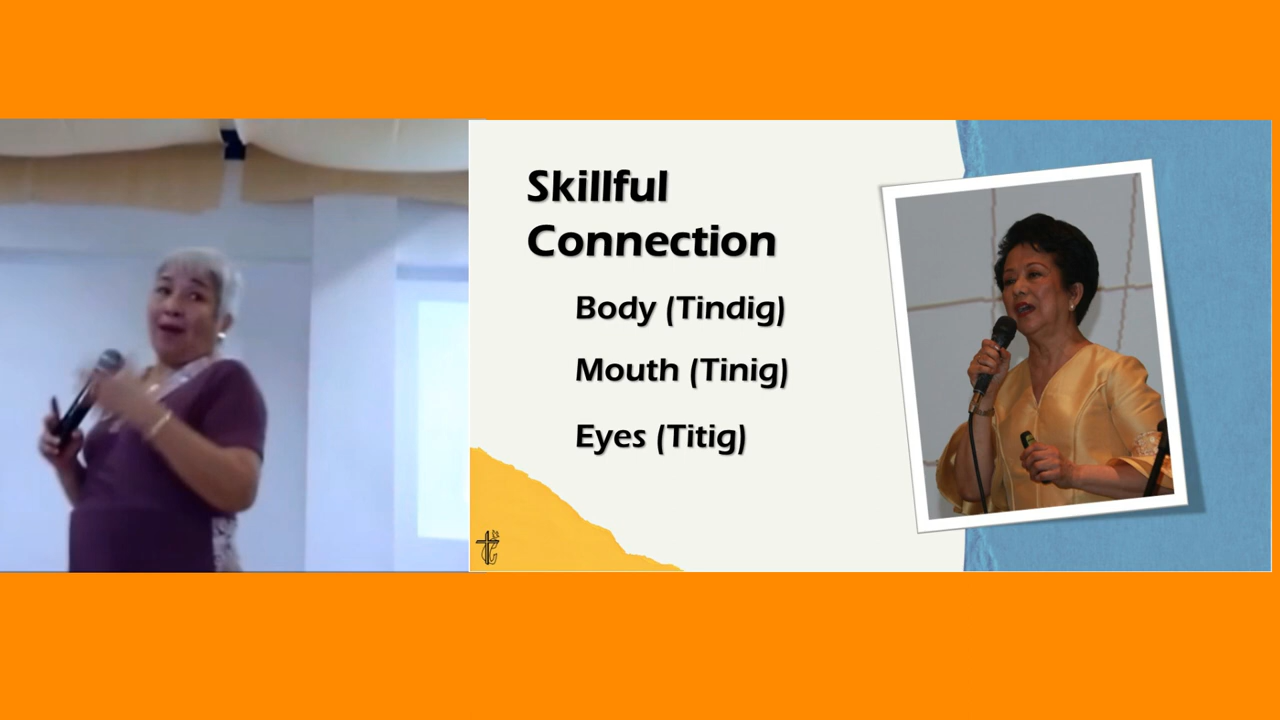 Skillful
Connection
Body (Tindig)
Mouth (Tinig)
Eyes (Titig)